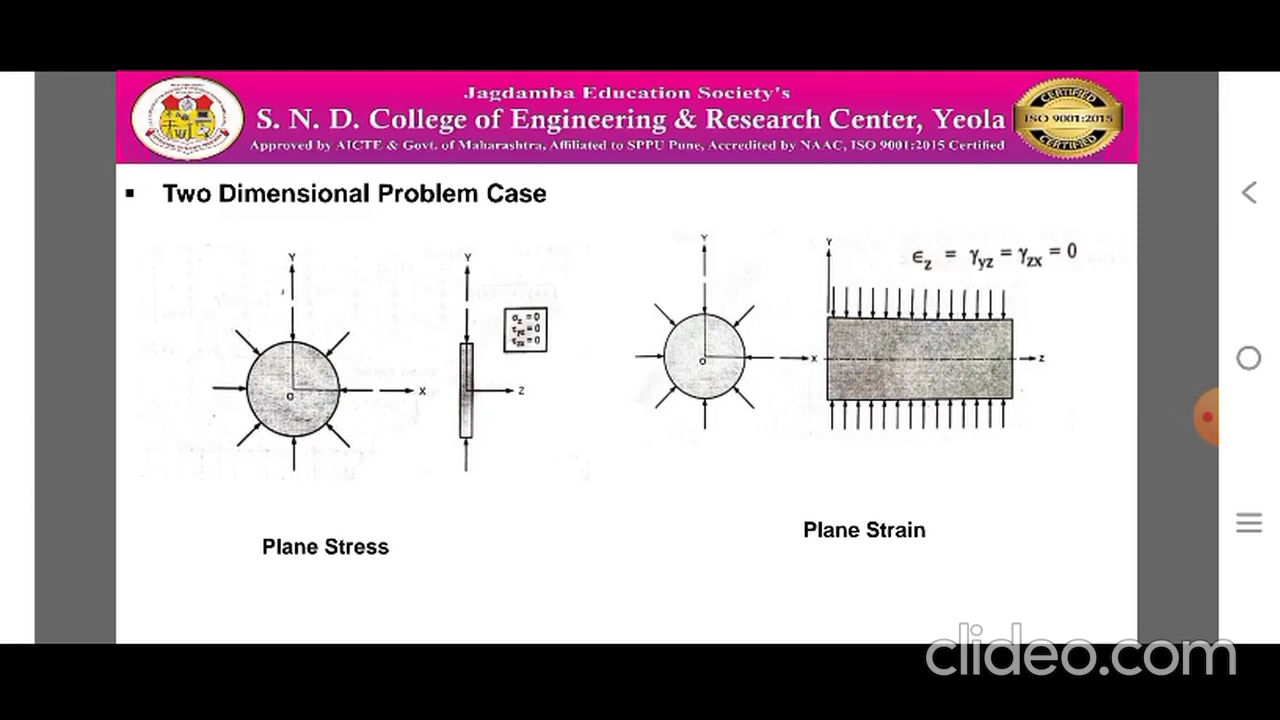 Jagdamba Education Society's
S. N. D. College of Engineering & Research Center, Yeola
Approved by AICTE & Govt. of Maharashtra, Affiliated to SPPU Pune, Accredited by NAAC, ISO 9001:2015 Certified
CERTIFIED
ISO 9001:2015
CERTIFIED
▪ Two Dimensional Problem Case
Y
O
X
Y
Z
σz = 0
τyz = 0
τzx = 0
Plane Stress
Y
O
X
Y
Z
ϵz = γyz = γzx = 0
Plane Strain
clideo.com